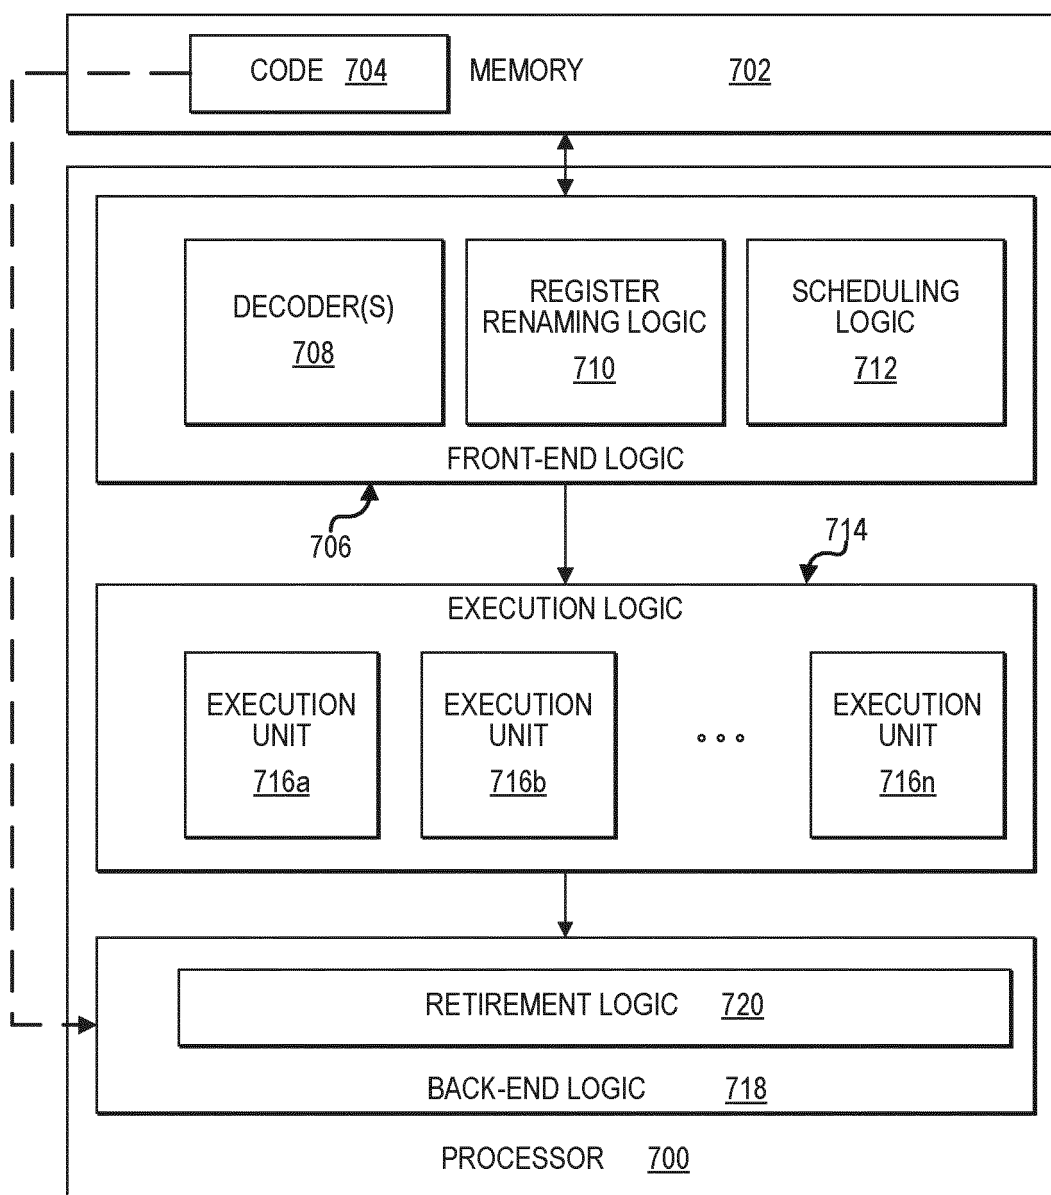 CODE 704 MEMORY 702
DECODER(S)
708
REGISTER
RENAMING LOGIC
710
SCHEDULING
LOGIC
712
FRONT-END LOGIC
706
714
EXECUTION LOGIC
EXECUTION
UNIT
716a
EXECUTION
UNIT
716b
EXECUTION
UNIT
716n
RETIREMENT LOGIC 720
BACK-END LOGIC 718
PROCESSOR 700